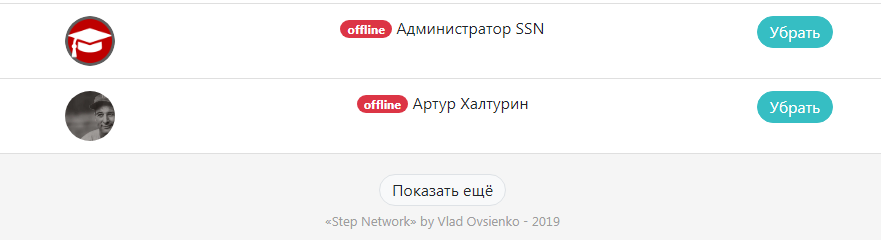 offline Администратор SSN Убрать
offline Артур Халтурин Убрать
Показать ещё
«Step Network» by Vlad Ovsienko - 2019